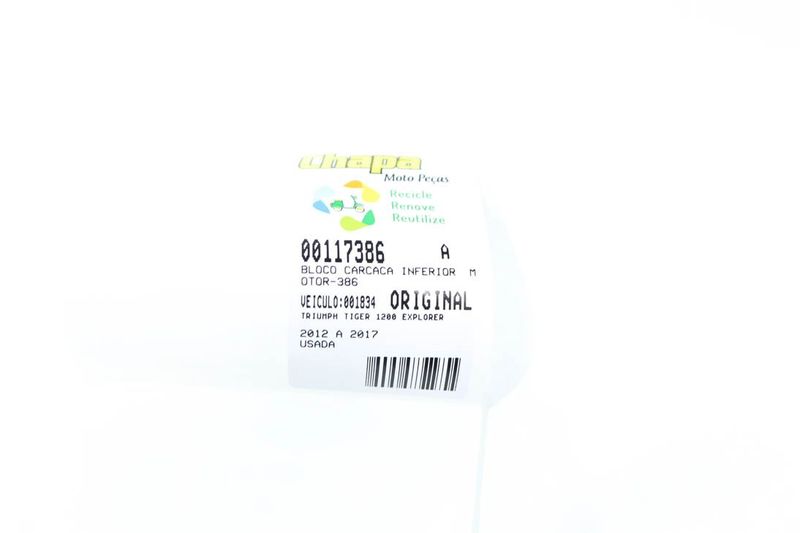 Chapa
Moto Peças
Recicle
Renove
Reutilize
00117386 A
BLOCO CARCACA INFERIOR M
OTOR-386
VEICULO:001834 ORIGINAL
TRIUMPH TIGER 1200 EXPLORER
2012 A 2017
USADA